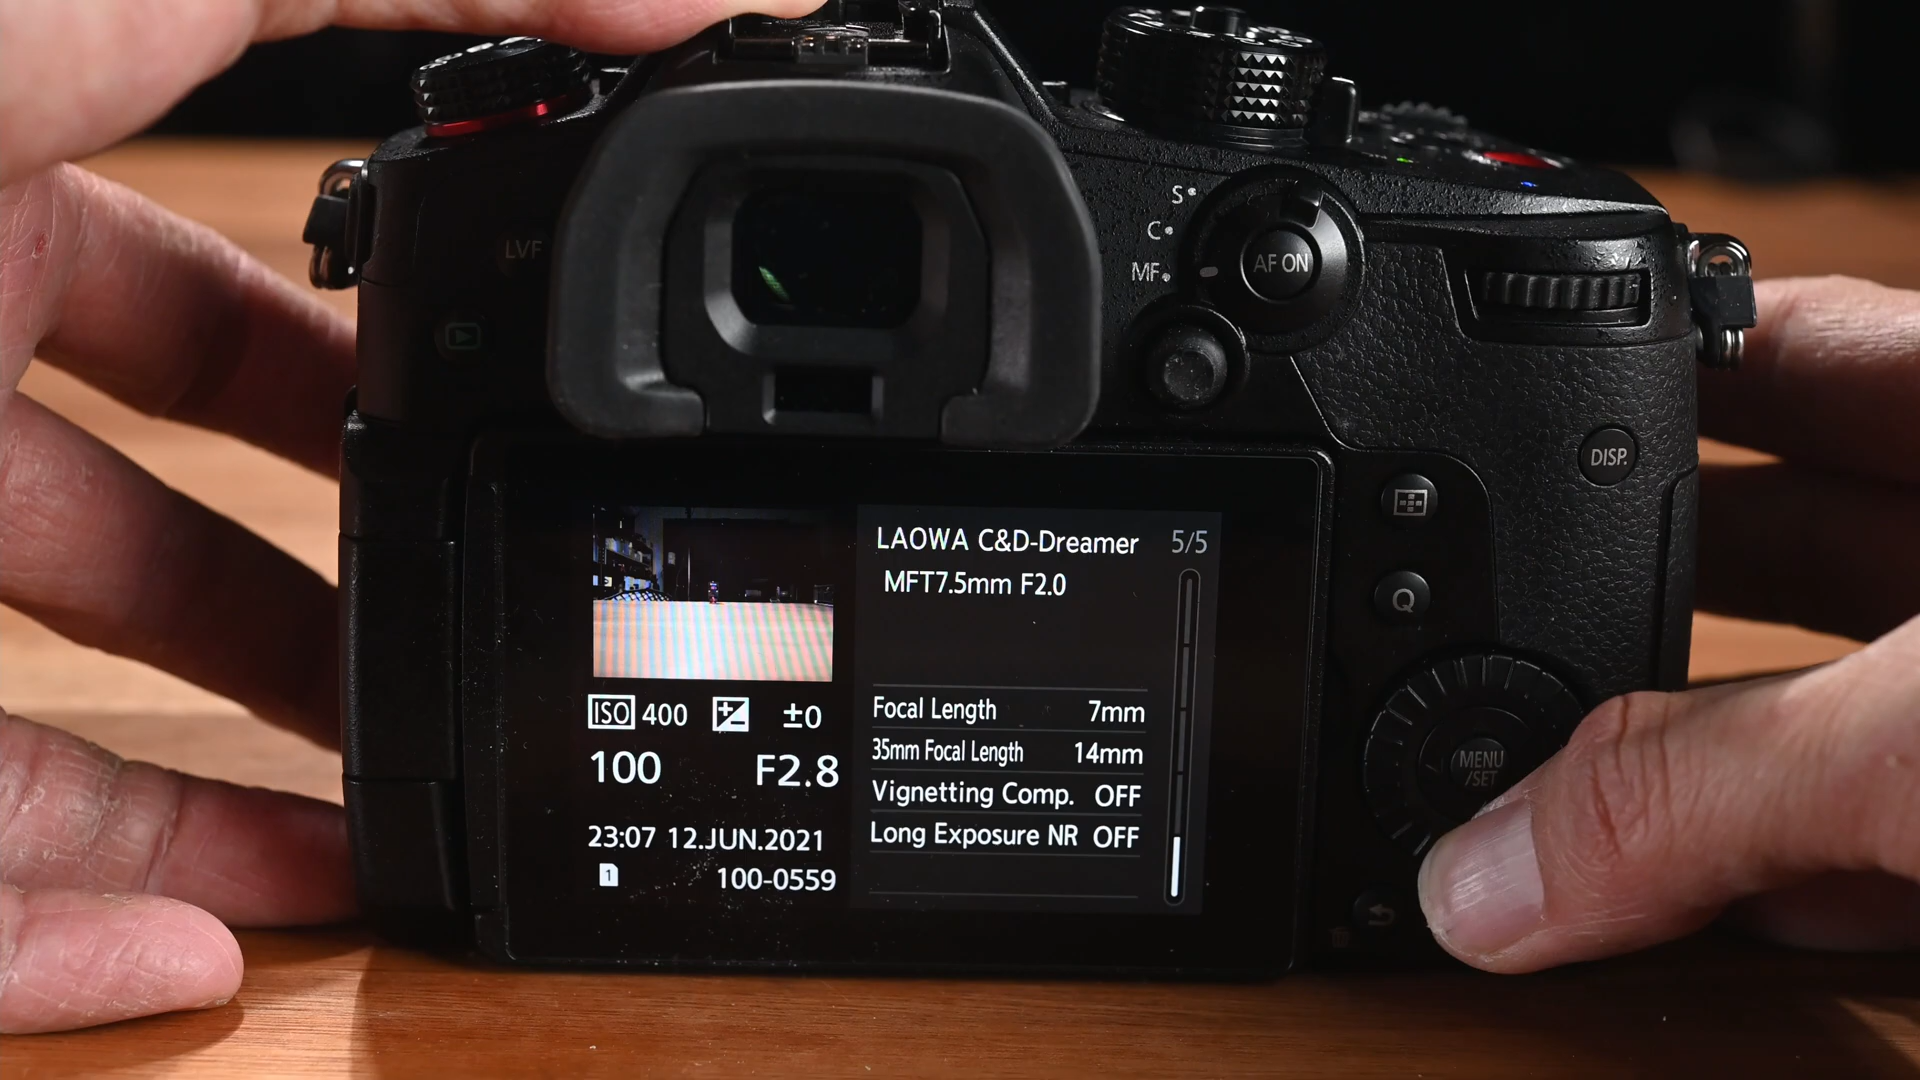 S
C
LVF
MF
AF ON
DISP.
LAOWA C&D-Dreamer 5/5
MFT7.5mm F2.0
Q
ISO 400 ±0
Focal Length 7mm
35mm Focal Length 14mm
100 F2.8
MENU
/SET
Vignetting Comp. OFF
23:07 12.JUN.2021
Long Exposure NR OFF
1 100-0559